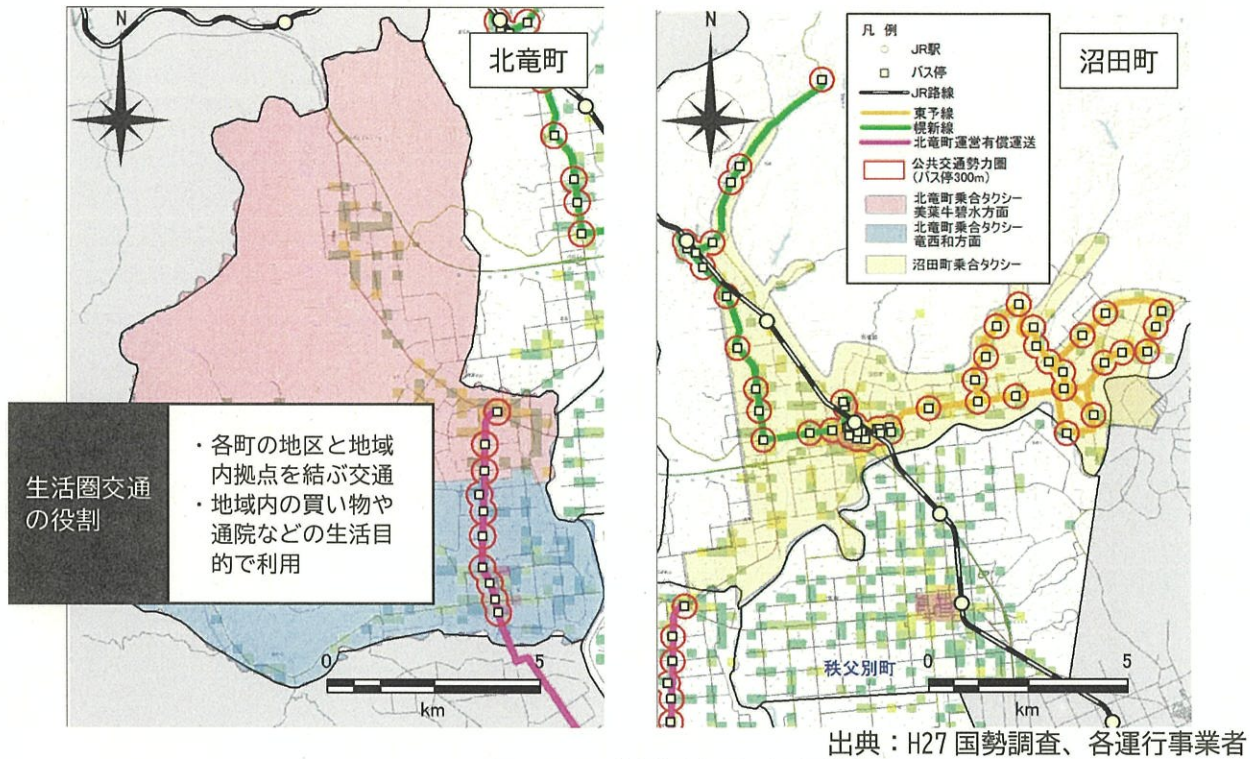 N
北竜町
生活圏交通
の役割
・各町の地区と地域
内拠点を結ぶ交通
・地域内の買い物や
通院などの生活目
的で利用
0
5
km
N
沼田町
凡 例
JR駅
バス停
JR路線
東予線
幌新線
北竜町運営有償運送
公共交通勢力圏
(バス停300m)
北竜町乗合タクシー
美葉牛碧水方面
北竜町乗合タクシー
竜西和方面
沼田町乗合タクシー
秩父別町
0
5
km
出典：H27 国勢調査、各運行事業者